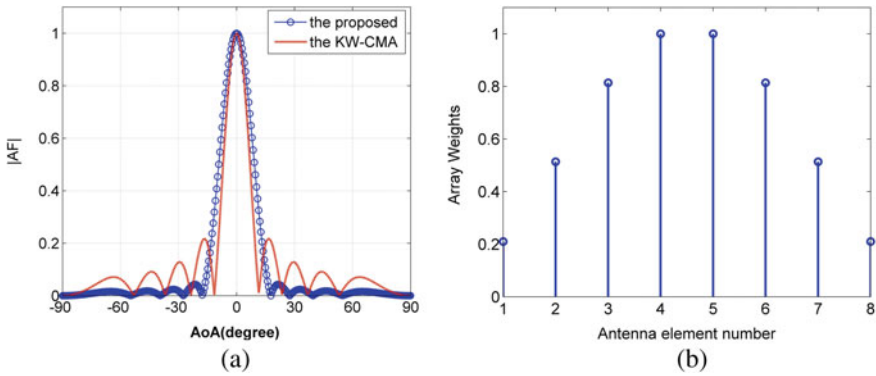 the proposed
the KW-CMA
1
0.8
0.6
0.4
0.2
0
|AF|
-90 -60 -30 0 30 60 90
AoA(degree)
(a)
1
0.8
0.6
0.4
0.2
0
Array Weights
1 2 3 4 5 6 7 8
Antenna element number
(b)